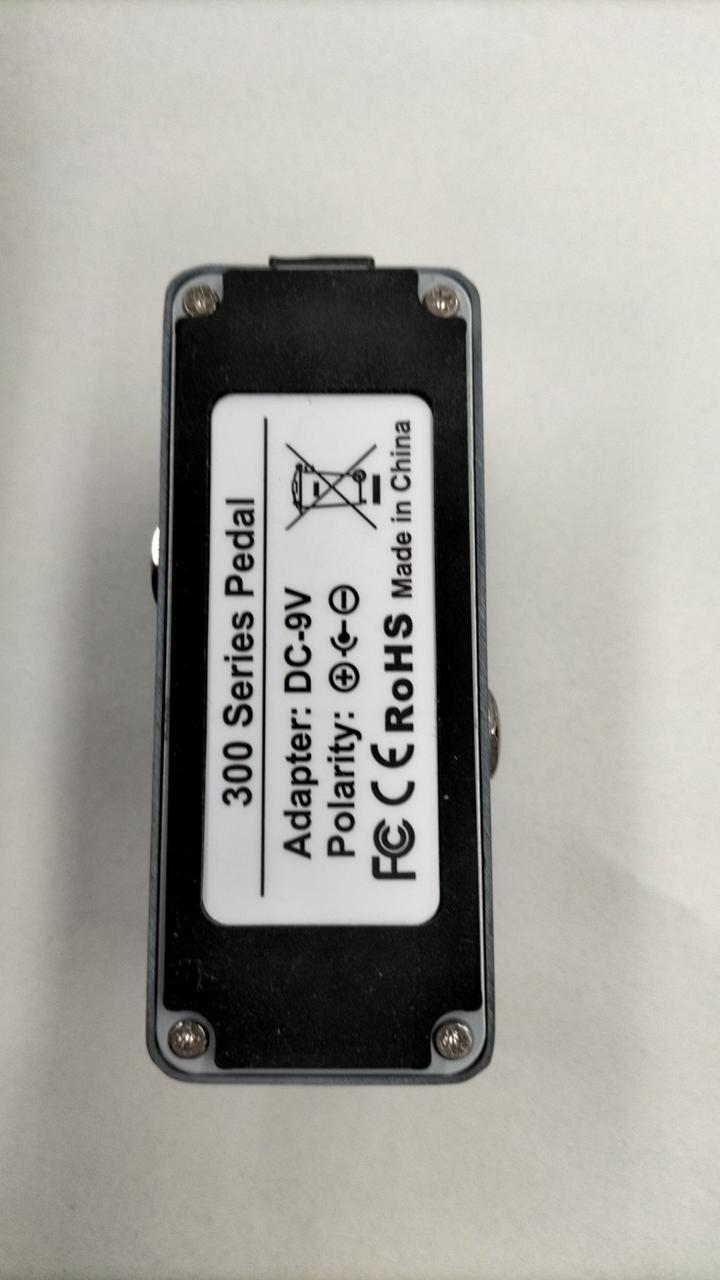 300 Series Pedal
Adapter: DC-9V
Polarity:
FC CE RoHS Made in China